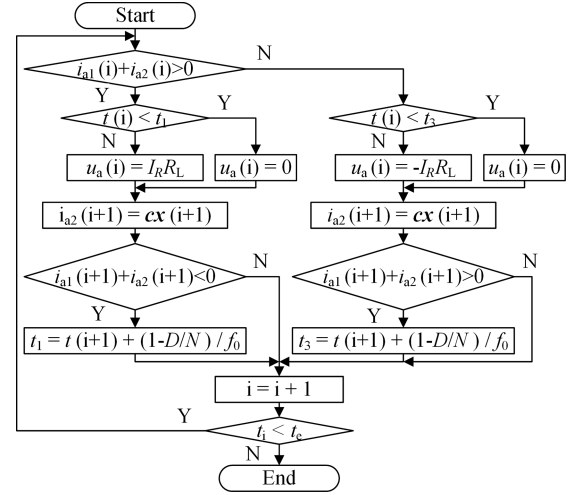 Start
i_a1 (i)+i_a2 (i)>0
N
Y
t (i) < t_1
Y
t (i) < t_3
Y
N
N
u_a (i) = I_R R_L
u_a (i) = 0
u_a (i) = -I_R R_L
u_a (i) = 0
i_a2 (i+1) = cx (i+1)
i_a2 (i+1) = cx (i+1)
i_a1 (i+1)+i_a2 (i+1)<0
N
i_a1 (i+1)+i_a2 (i+1)>0
N
Y
Y
t_1 = t (i+1) + (1-D/N ) / f_0
t_3 = t (i+1) + (1-D/N ) / f_0
i = i + 1
Y
t_i < t_e
N
End